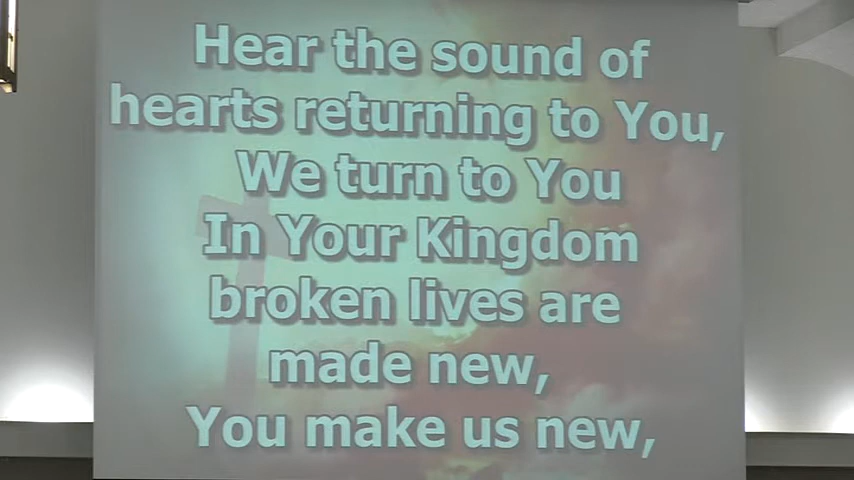 Hear the sound of
hearts returning to You,
We turn to You
In Your Kingdom
broken lives are
made new,
You make us new,